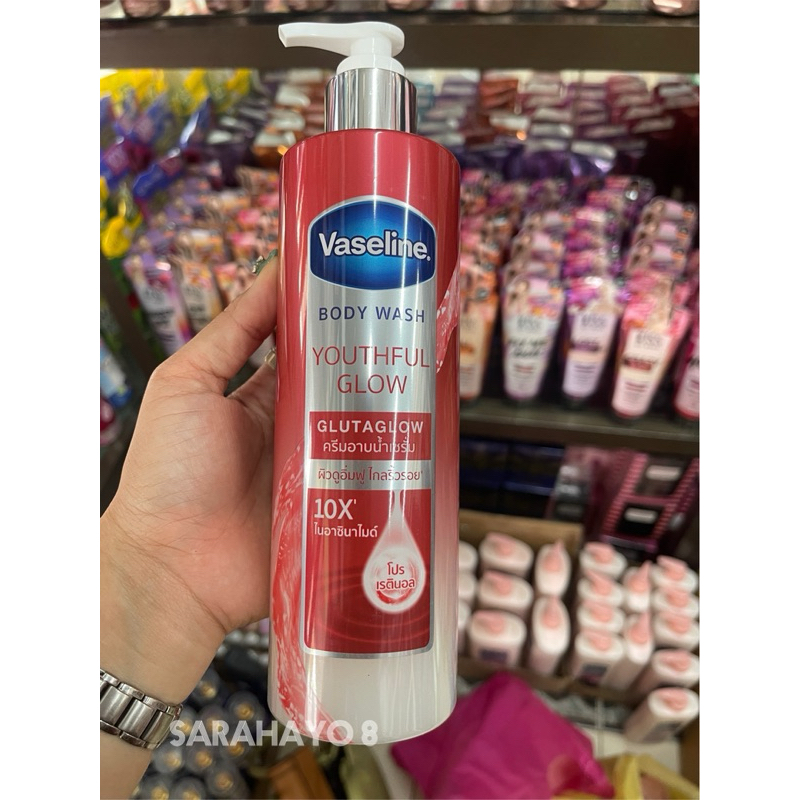 Vaseline.
BODY WASH
YOUTHFUL
GLOW
GLUTAGLOW
ครีมอาบน้ำเซรั่ม
ผิวดูอิ่มฟู ไกลริ้วรอย
10X
ไนอาซินาไมด์
โปร
เรตินอล
SARAHAYO 8